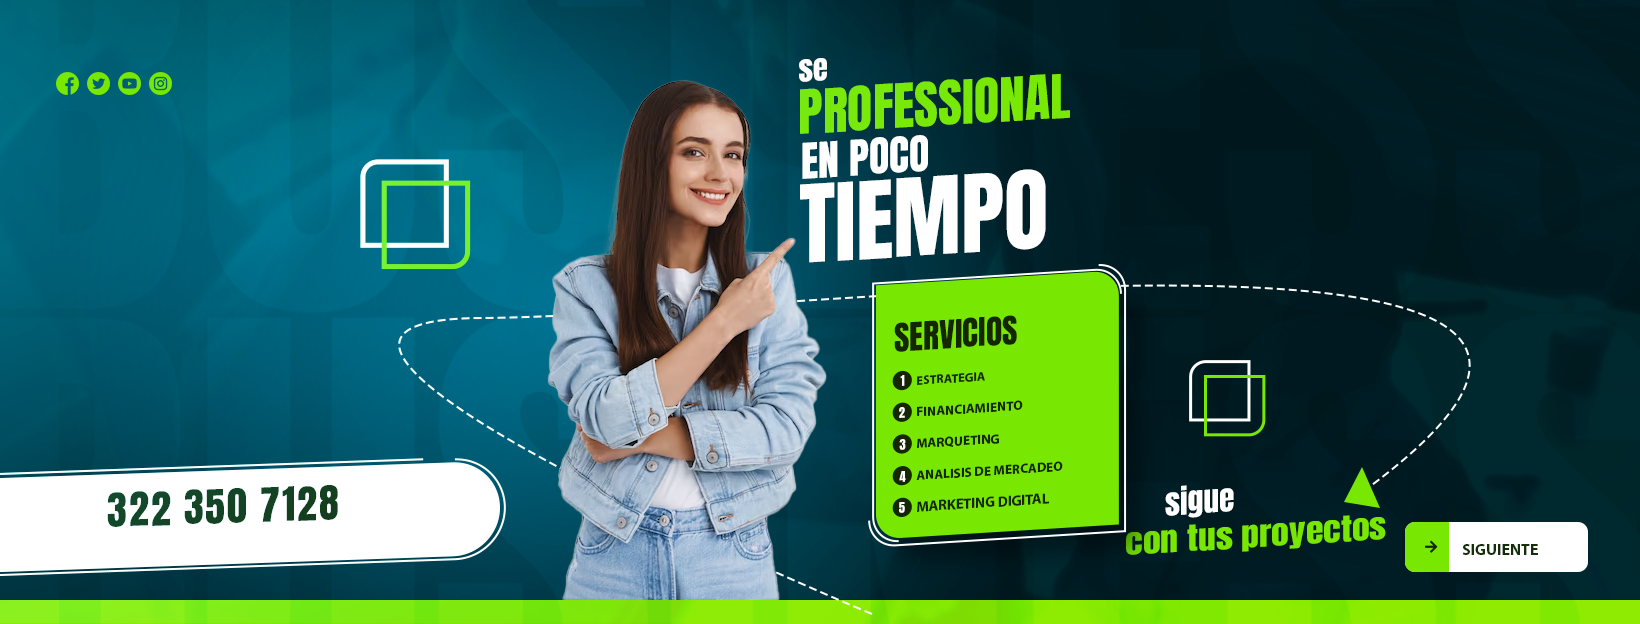 se
PROFESSIONAL
EN POCO
TIEMPO
SERVICIOS
1 ESTRATEGIA
2 FINANCIAMIENTO
3 MARQUETING
4 ANALISIS DE MERCADEO
5 MARKETING DIGITAL
322 350 7128
sigue
con tus proyectos
SIGUIENTE